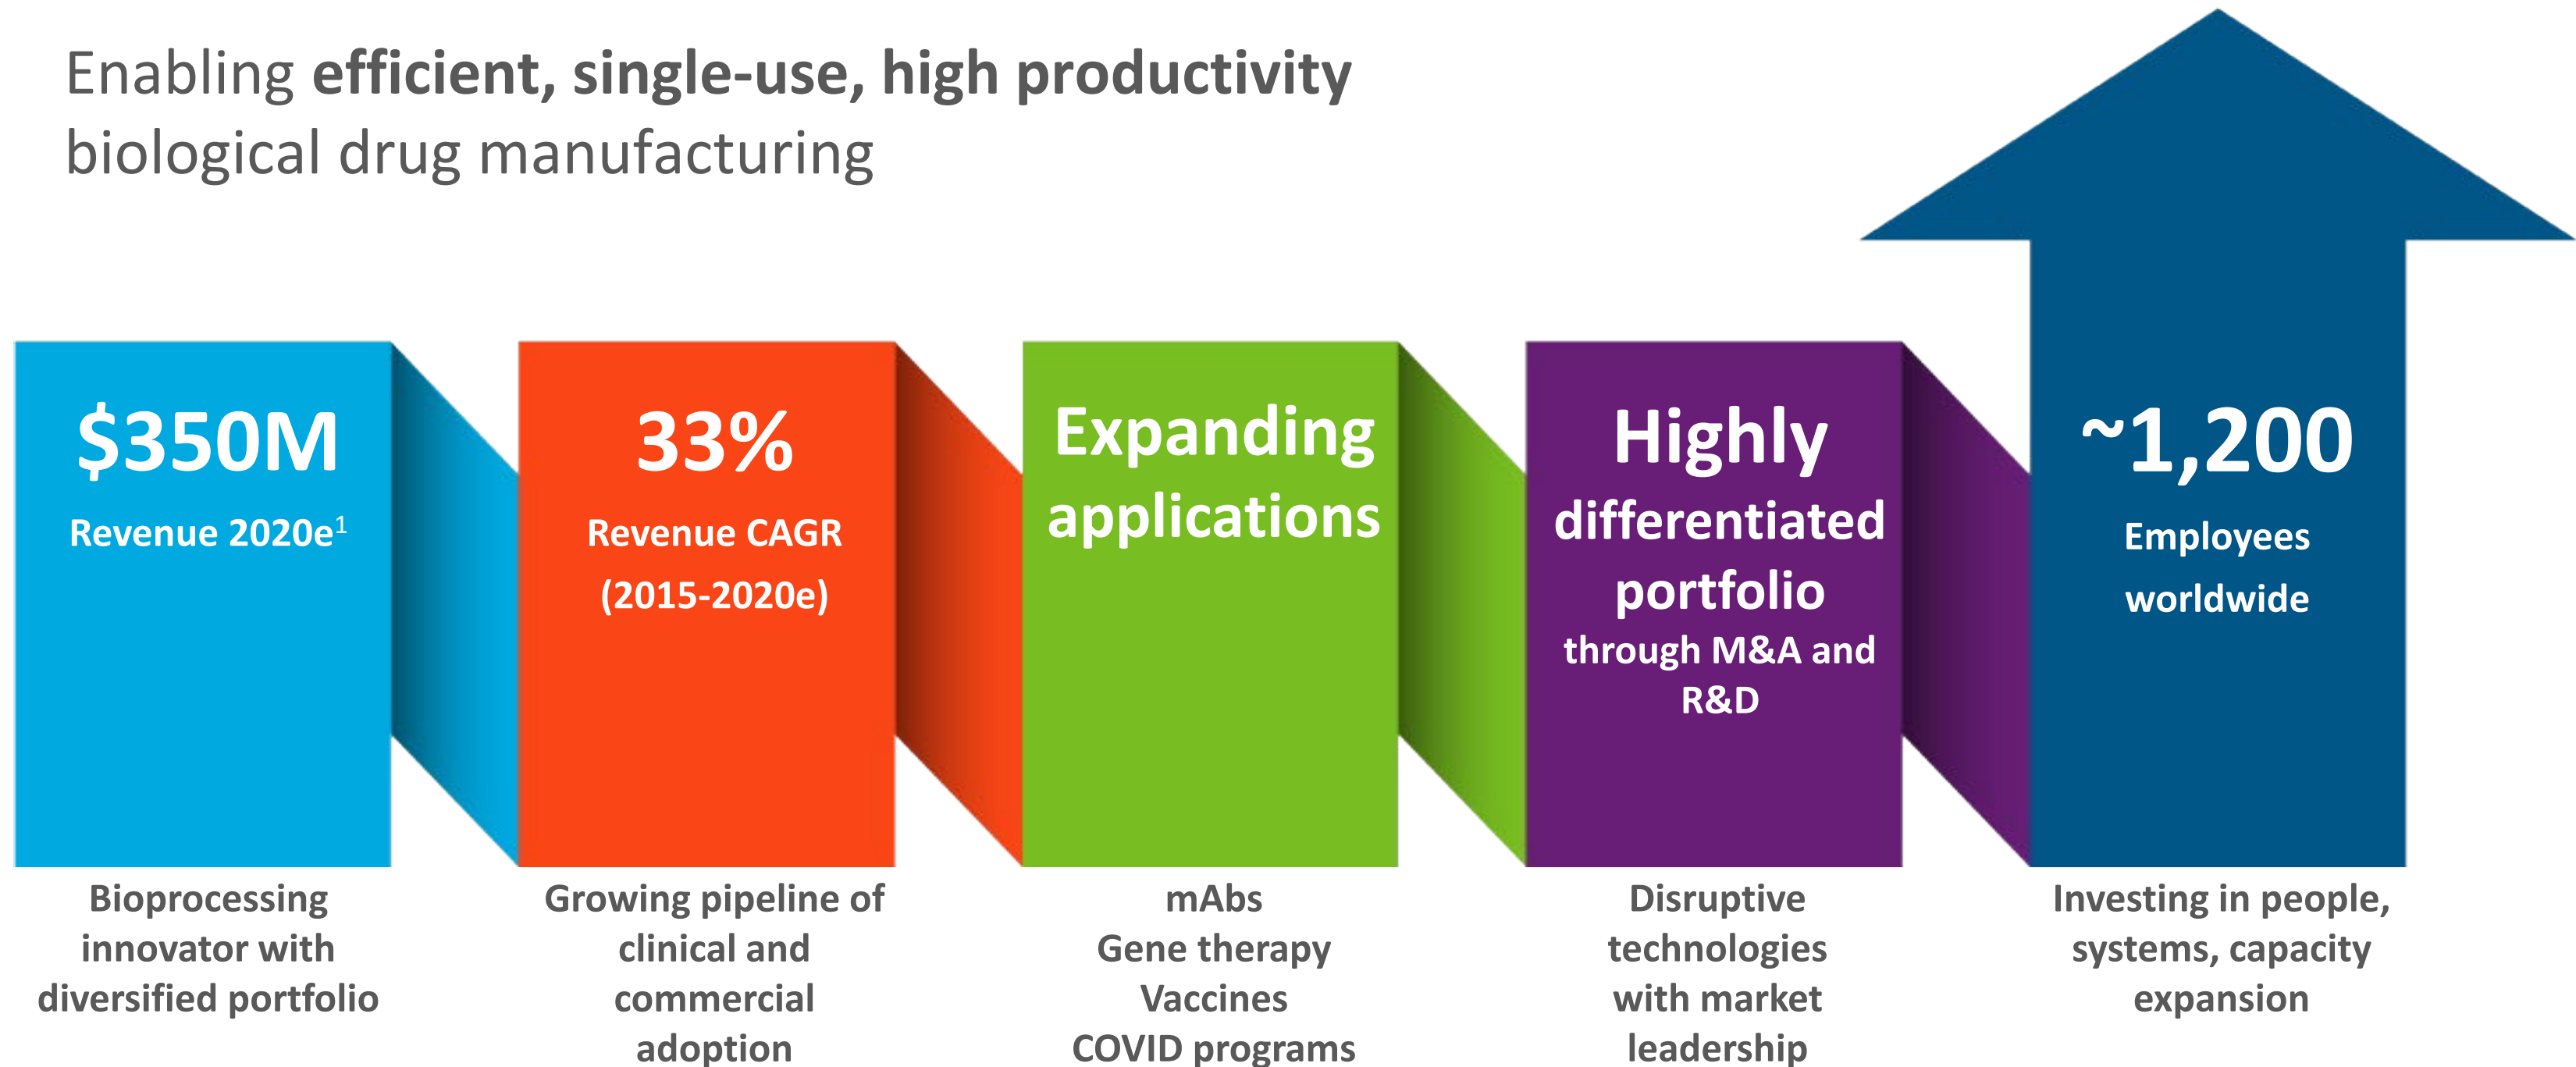 Enabling efficient, single-use, high productivity
biological drug manufacturing
$350M
Revenue 2020e¹
Bioprocessing
innovator with
diversified portfolio
33%
Revenue CAGR
(2015-2020e)
Growing pipeline of
clinical and
commercial
adoption
Expanding
applications
mAbs
Gene therapy
Vaccines
COVID programs
Highly
differentiated
portfolio
through M&A and
R&D
Disruptive
technologies
with market
leadership
~1,200
Employees
worldwide
Investing in people,
systems, capacity
expansion